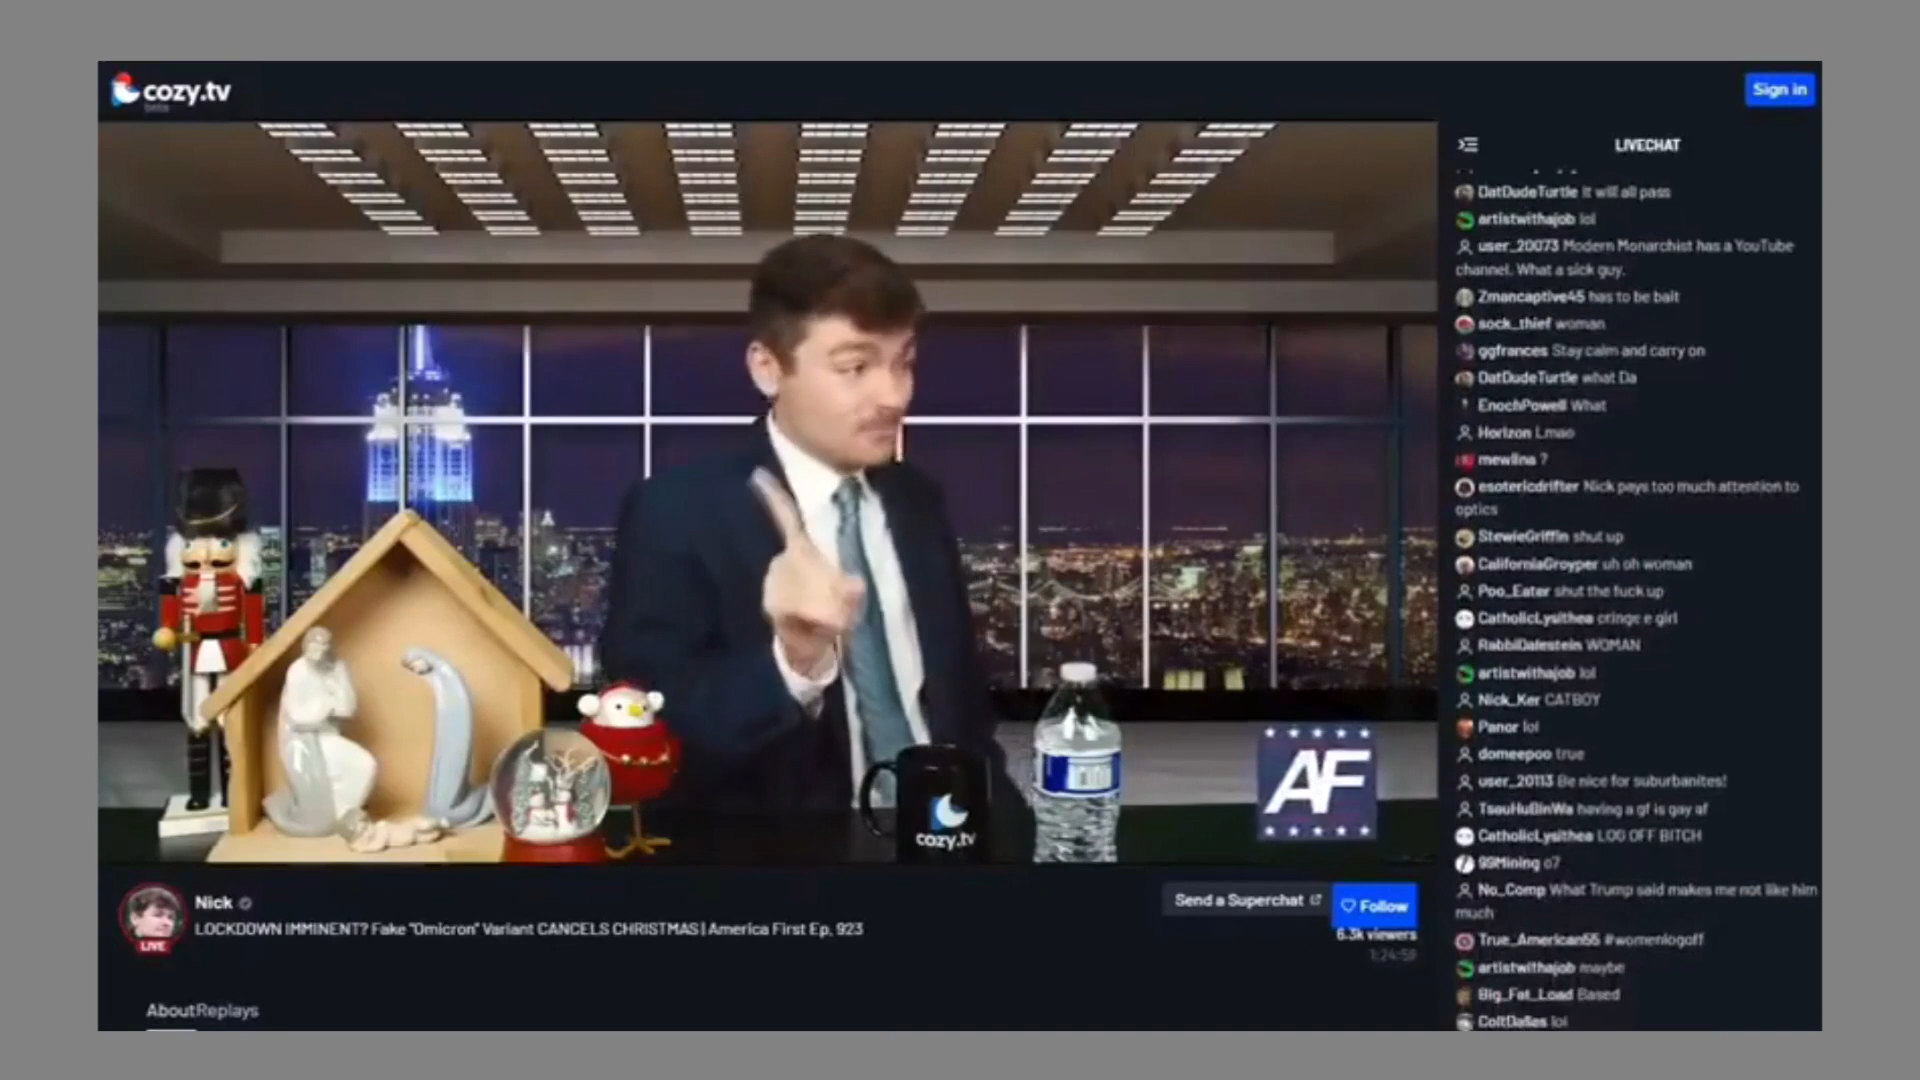 cozy.tv
beta
Sign in
LIVECHAT
DatDudeTurtle It will all pass
artistwithajob lol
user_20073 Modern Monarchist has a YouTube
channel. What a sick guy.
Zmancaptive45 has to be bait
sock_thief woman
ggfrances Stay calm and carry on
DatDudeTurtle what Da
EnochPowell What
Horizon Lmao
mewlina ?
esotericdrifter Nick pays too much attention to
optics
StewieGriffin shut up
CaliforniaGroyper uh oh woman
Poo_Eater shut the fuck up
CatholicLysithea cringe e girl
RabbiDalestein WOMAN
artistwithajob lol
Nick_Ker CATBOY
Panor lol
domeepoo true
user_20113 Be nice for suburbanites!
TsauHuBinWa having a gf is gay af
CatholicLysithea LOG OFF BITCH
99Mining o7
No_Comp What Trump said makes me not like him
much
True_American55 #womenlogoff
artistwithajob maybe
Big_Fat_Load Based
ColtDallas lol
cozy.tv
AF
Nick
LIVE
LOCKDOWN IMMINENT? Fake "Omicron" Variant CANCELS CHRISTMAS | America First Ep. 923
Send a Superchat
Follow
6.3k viewers
1:24:59
About Replays